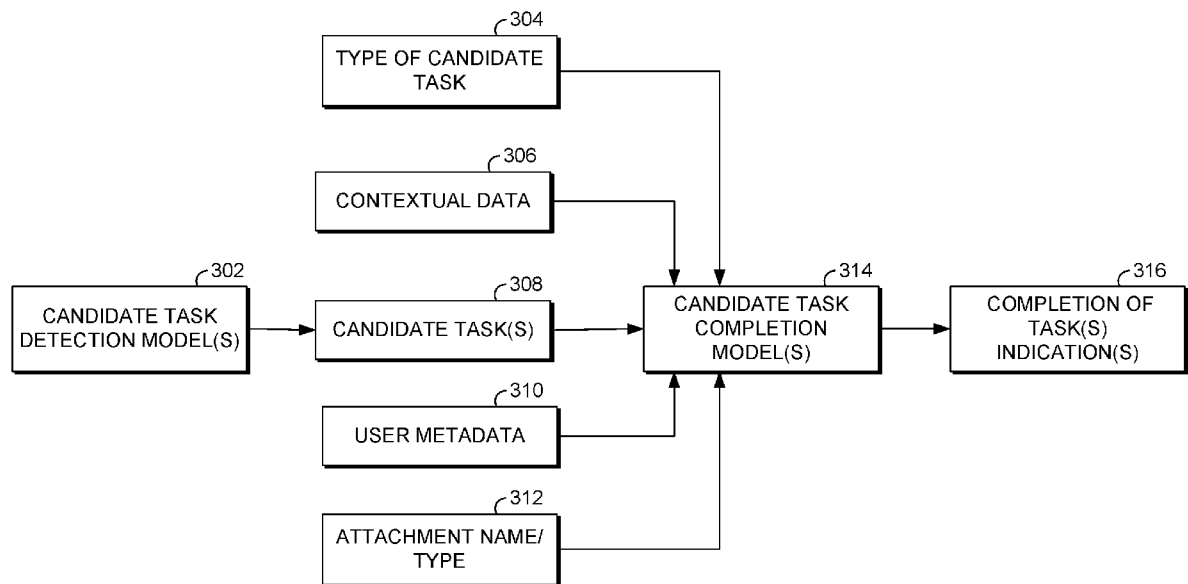 304
TYPE OF CANDIDATE
TASK
306
CONTEXTUAL DATA
302
CANDIDATE TASK
DETECTION MODEL(S)
308
CANDIDATE TASK(S)
314
CANDIDATE TASK
COMPLETION
MODEL(S)
316
COMPLETION OF
TASK(S)
INDICATION(S)
310
USER METADATA
312
ATTACHMENT NAME/
TYPE